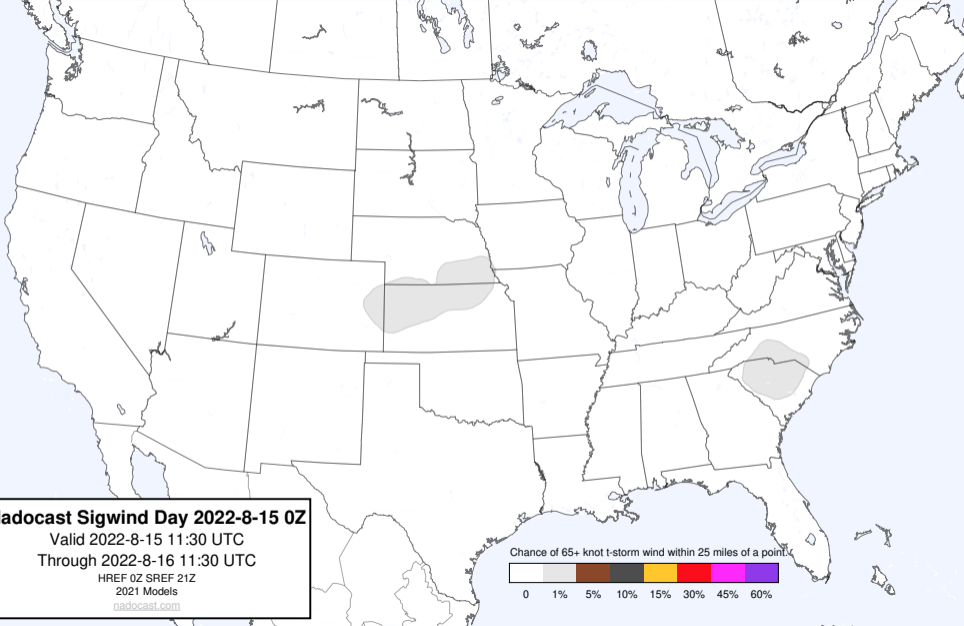 adocast Sigwind Day 2022-8-15 0Z
Valid 2022-8-15 11:30 UTC
Through 2022-8-16 11:30 UTC
HREF 0Z SREF 21Z
2021 Models
nadocast.com
Chance of 65+ knot t-storm wind within 25 miles of a point.
0 1% 5% 10% 15% 30% 45% 60%